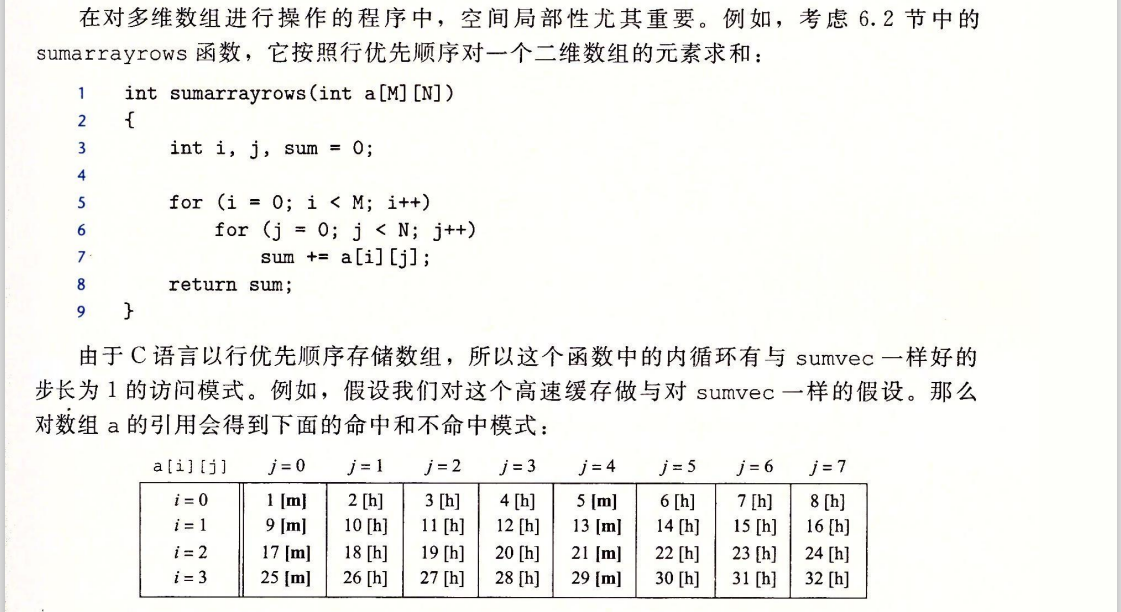 在对多维数组进行操作的程序中，空间局部性尤其重要。例如，考虑 6.2 节中的
sumarrayrows 函数，它按照行优先顺序对一个二维数组的元素求和：
1 int sumarrayrows(int a[M][N])
2 {
3 int i, j, sum = 0;
4
5 for (i = 0; i < M; i++)
6 for (j = 0; j < N; j++)
7 sum += a[i][j];
8 return sum;
9 }
由于 C 语言以行优先顺序存储数组，所以这个函数中的内循环有与 sumvec 一样好的
步长为 1 的访问模式。例如，假设我们对这个高速缓存做与对 sumvec 一样的假设。那么
对数组 a 的引用会得到下面的命中和不命中模式：
a[i][j] j=0 j=1 j=2 j=3 j=4 j=5 j=6 j=7
i=0 1 [m] 2 [h] 3 [h] 4 [h] 5 [m] 6 [h] 7 [h] 8 [h]
i=1 9 [m] 10 [h] 11 [h] 12 [h] 13 [m] 14 [h] 15 [h] 16 [h]
i=2 17 [m] 18 [h] 19 [h] 20 [h] 21 [m] 22 [h] 23 [h] 24 [h]
i=3 25 [m] 26 [h] 27 [h] 28 [h] 29 [m] 30 [h] 31 [h] 32 [h]